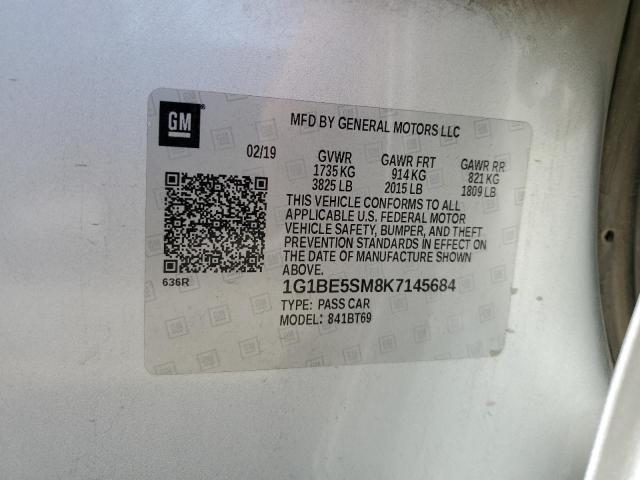 GM
®
MFD BY GENERAL MOTORS LLC
02/19 GVWR GAWR FRT GAWR RR
1735 KG 914 KG 821 KG
3825 LB 2015 LB 1809 LB
THIS VEHICLE CONFORMS TO ALL
APPLICABLE U.S. FEDERAL MOTOR
VEHICLE SAFETY, BUMPER, AND THEFT
PREVENTION STANDARDS IN EFFECT ON
THE DATE OF MANUFACTURE SHOWN
ABOVE.
636R
1G1BE5SM8K7145684
TYPE: PASS CAR
MODEL: 841BT69